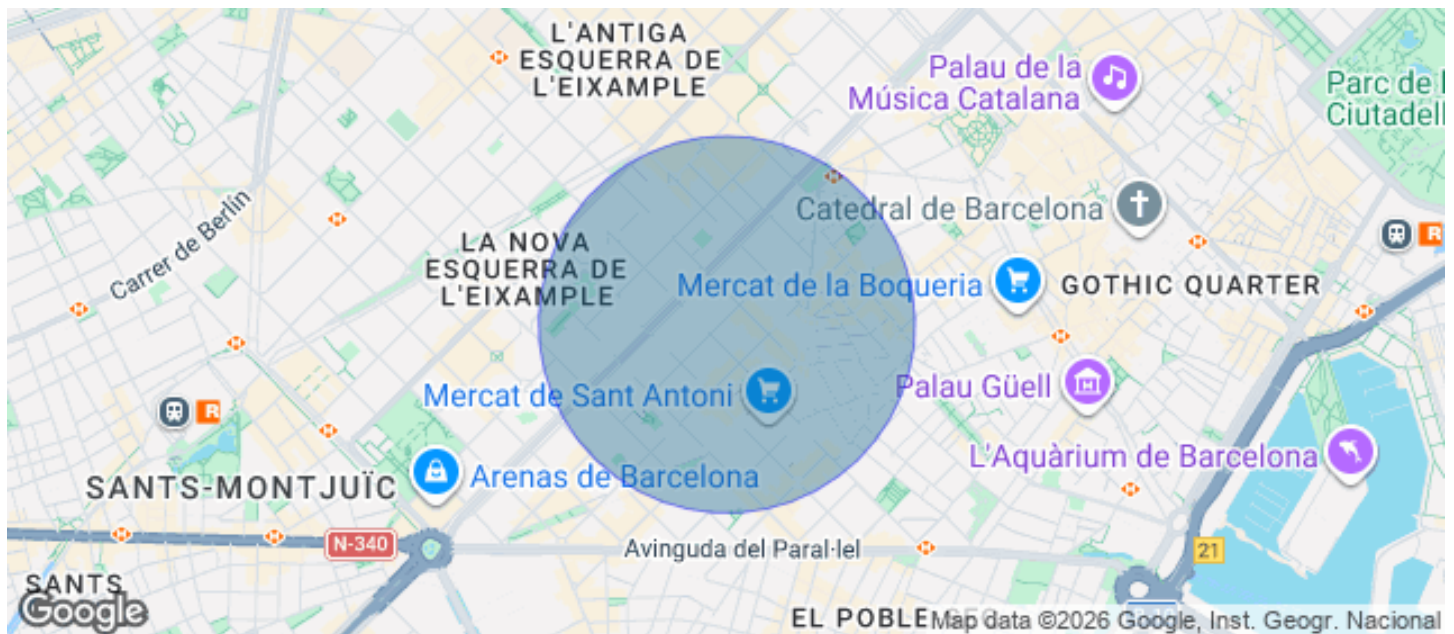 L'ANTIGA
ESQUERRA DE
L'EIXAMPLE
Palau de la
Música Catalana
Parc de
Ciutadell
Carrer de Berlín
Catedral de Barcelona
LA NOVA
ESQUERRA DE
L'EIXAMPLE
Mercat de la Boqueria
GOTHIC QUARTER
R
R
Mercat de Sant Antoni
Palau Güell
L'Aquàrium de Barcelona
SANTS-MONTJUÏC
Arenas de Barcelona
N-340
Avinguda del Paral·lel
21
SANTS
Google
EL POBLE
Map data ©2026 Google, Inst. Geogr. Nacional